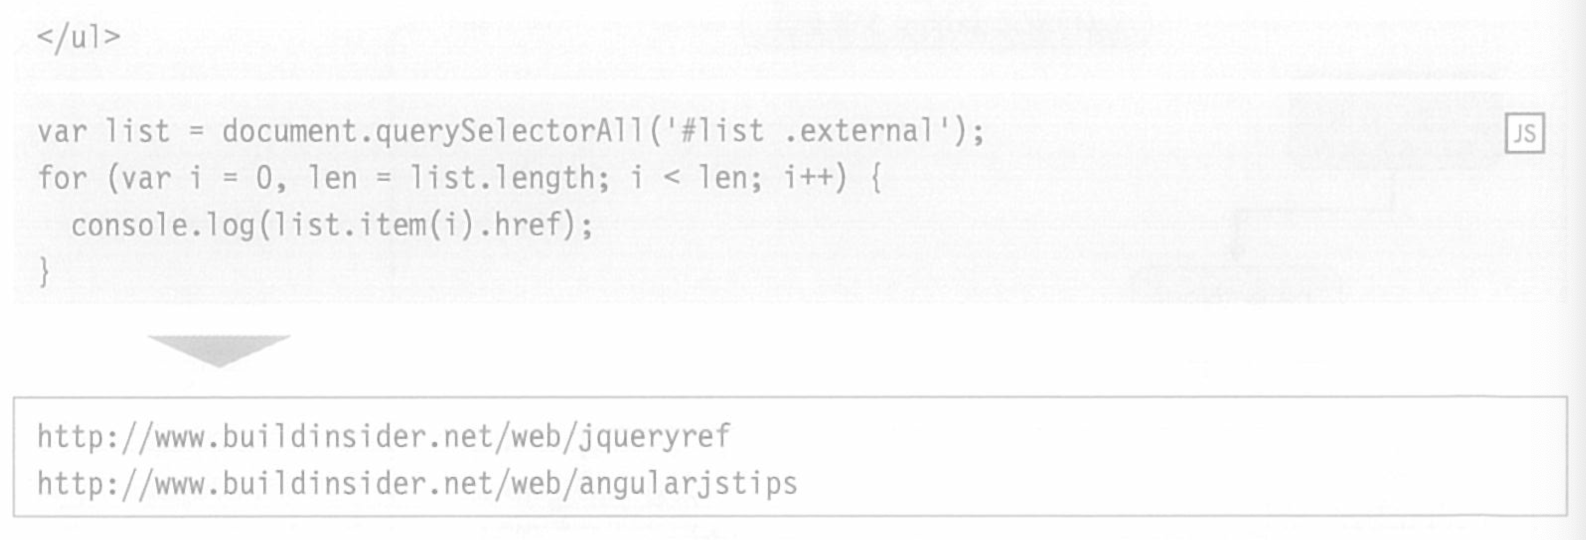 </ul>
var list = document.querySelectorAll('#list .external');
JS
for (var i = 0, len = list.length; i < len; i++) {
  console.log(list.item(i).href);
}
http://www.buildinsider.net/web/jqueryref
http://www.buildinsider.net/web/angularjstips